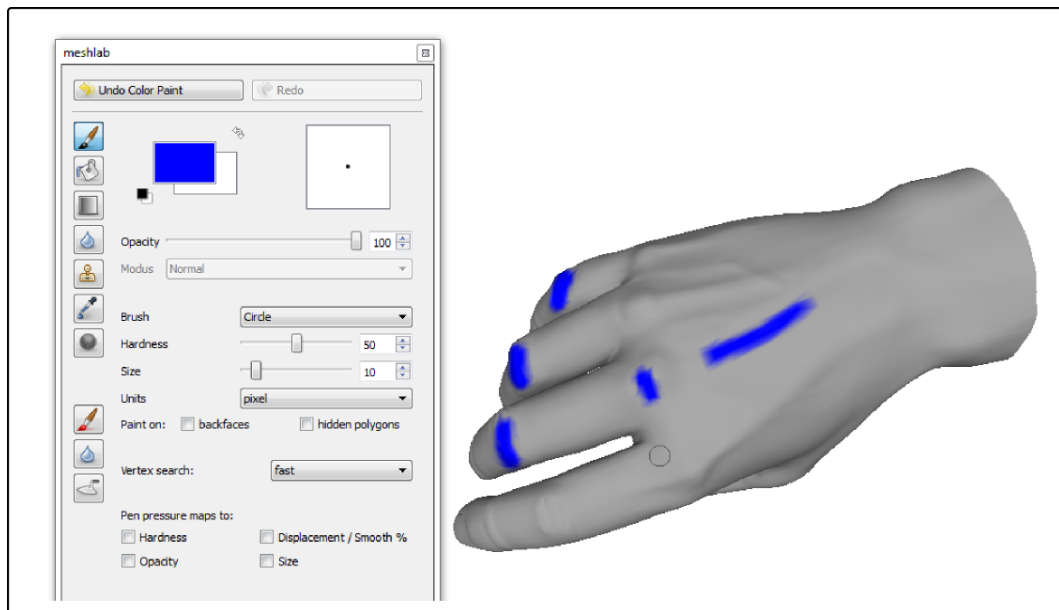 meshlab
Undo Color Paint Redo
Opacity 100
Modus Normal
Brush Circle
Hardness 50
Size 10
Units pixel
Paint on: backfaces hidden polygons
Vertex search: fast
Pen pressure maps to:
Hardness Displacement / Smooth %
Opacity Size